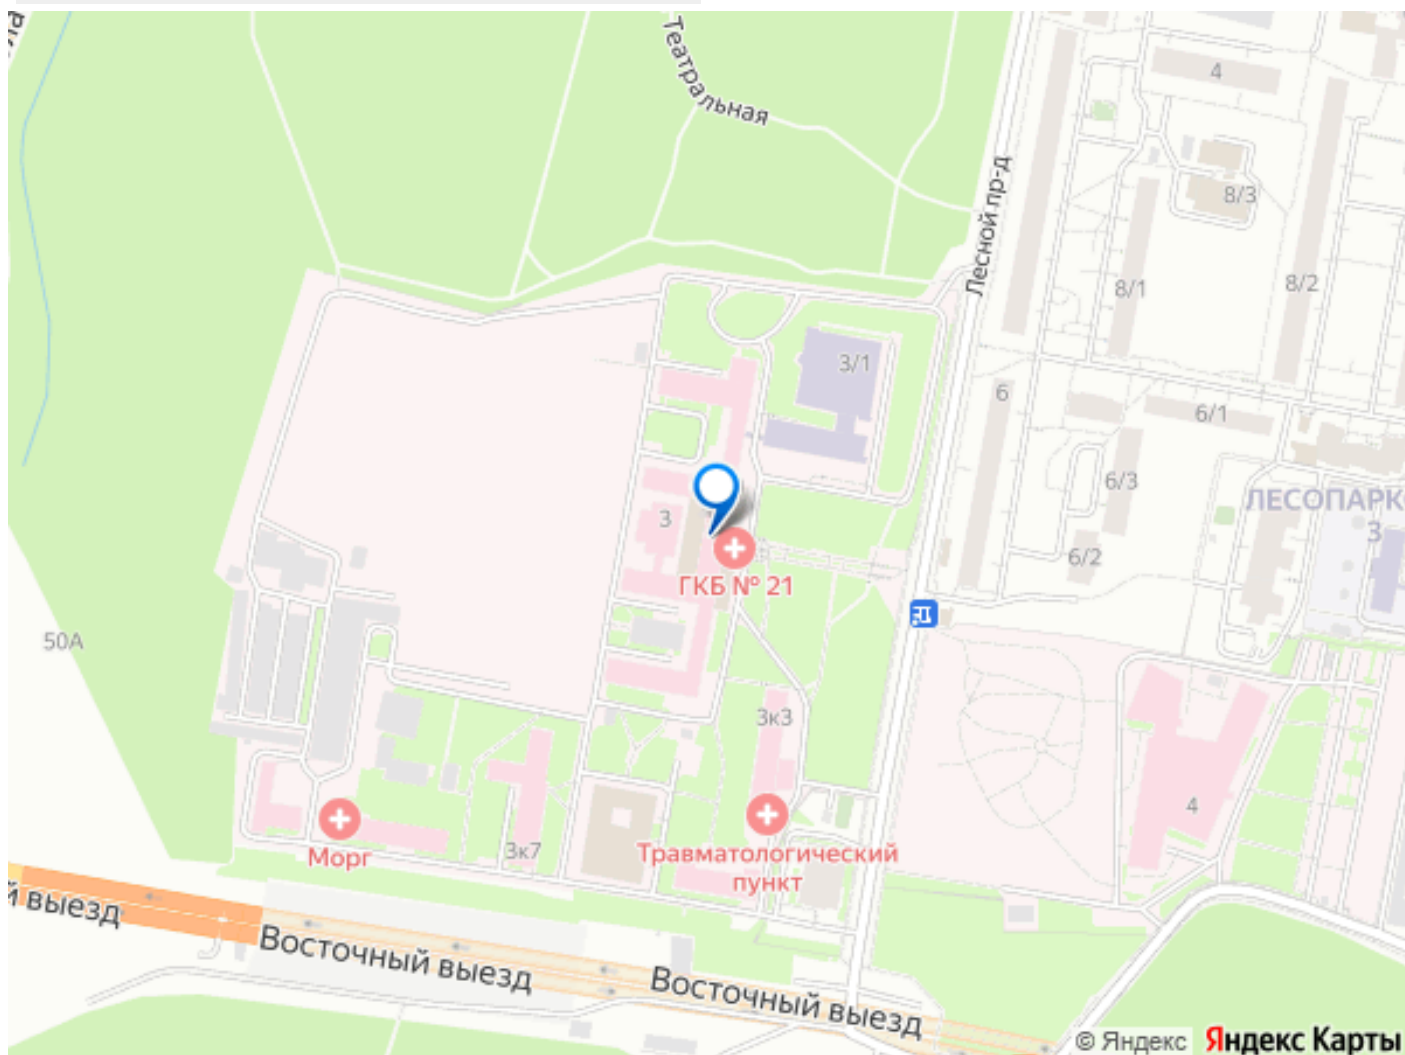 Театральная
4
Лесной пр-д
8/3
8/1
8/2
3/1
6
6/1
6/3
ЛЕСОПАРК
3
3
6/2
ГКБ № 21
50А
3к3
4
Морг
3к7
Травматологический
пункт
й выезд
Восточный выезд
Восточный выезд
© Яндекс
Яндекс Карты